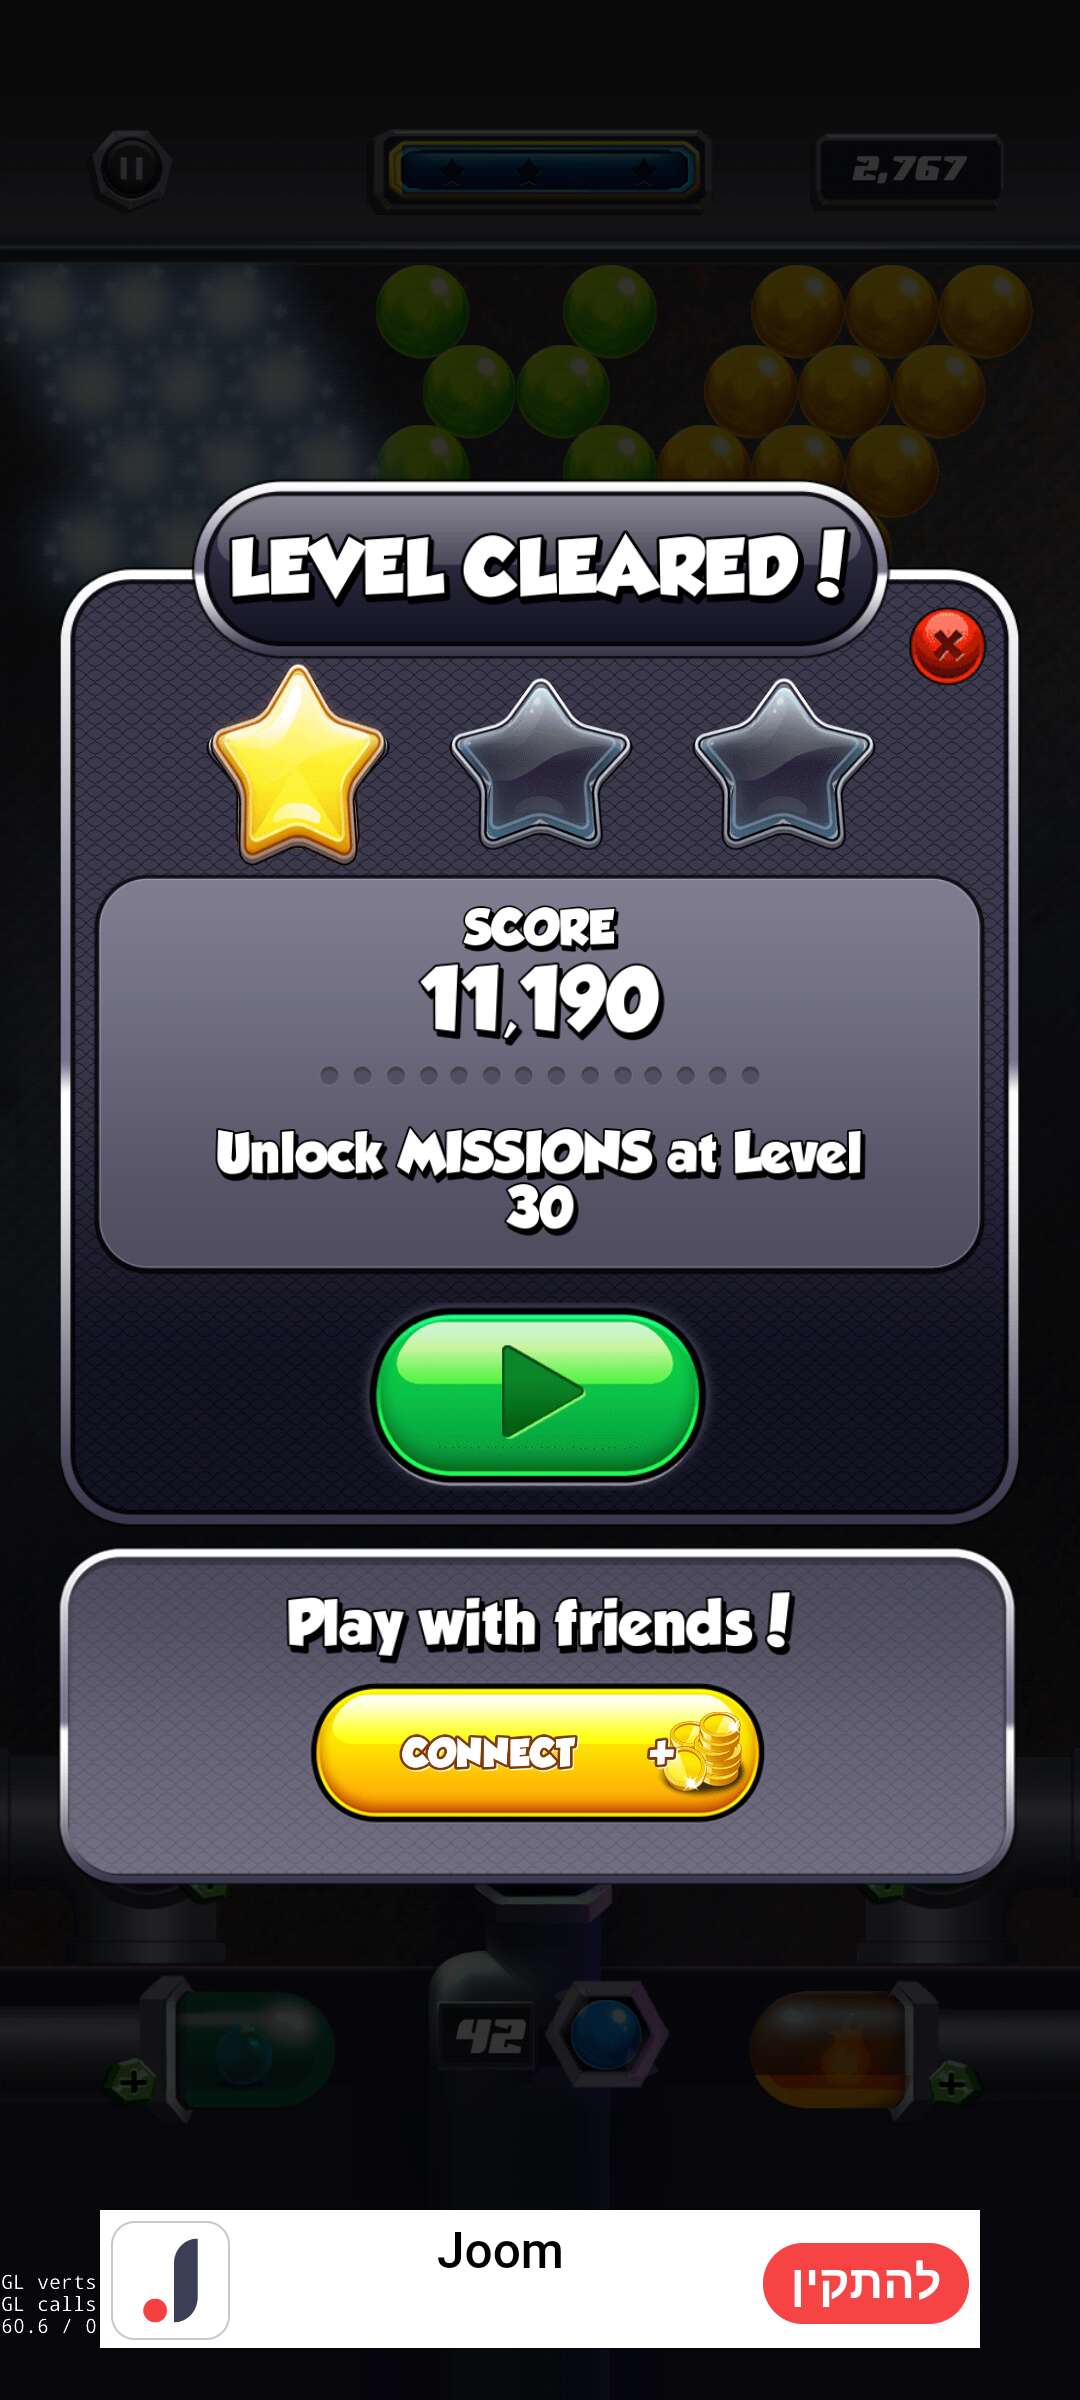 2,767
LEVEL CLEARED!
SCORE
11,190
Unlock MISSIONS at Level
30
Play with friends!
CONNECT +
42
Joom
להתקין
GL verts
GL calls
60.6 / 0